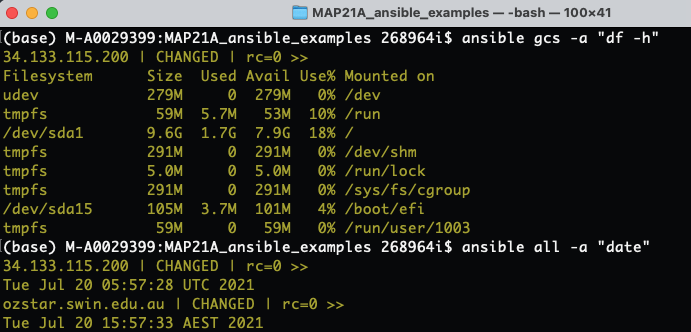 MAP21A_ansible_examples — -bash — 100×41
(base) M-A0029399:MAP21A_ansible_examples 268964i$ ansible gcs -a "df -h"
34.133.115.200 | CHANGED | rc=0 >>
Filesystem      Size  Used Avail Use% Mounted on
udev            279M     0  279M   0% /dev
tmpfs            59M  5.7M   53M  10% /run
/dev/sda1       9.6G  1.7G  7.9G  18% /
tmpfs           291M     0  291M   0% /dev/shm
tmpfs           5.0M     0  5.0M   0% /run/lock
tmpfs           291M     0  291M   0% /sys/fs/cgroup
/dev/sda15      105M  3.7M  101M   4% /boot/efi
tmpfs            59M     0   59M   0% /run/user/1003
(base) M-A0029399:MAP21A_ansible_examples 268964i$ ansible all -a "date"
34.133.115.200 | CHANGED | rc=0 >>
Tue Jul 20 05:57:28 UTC 2021
ozstar.swin.edu.au | CHANGED | rc=0 >>
Tue Jul 20 15:57:33 AEST 2021